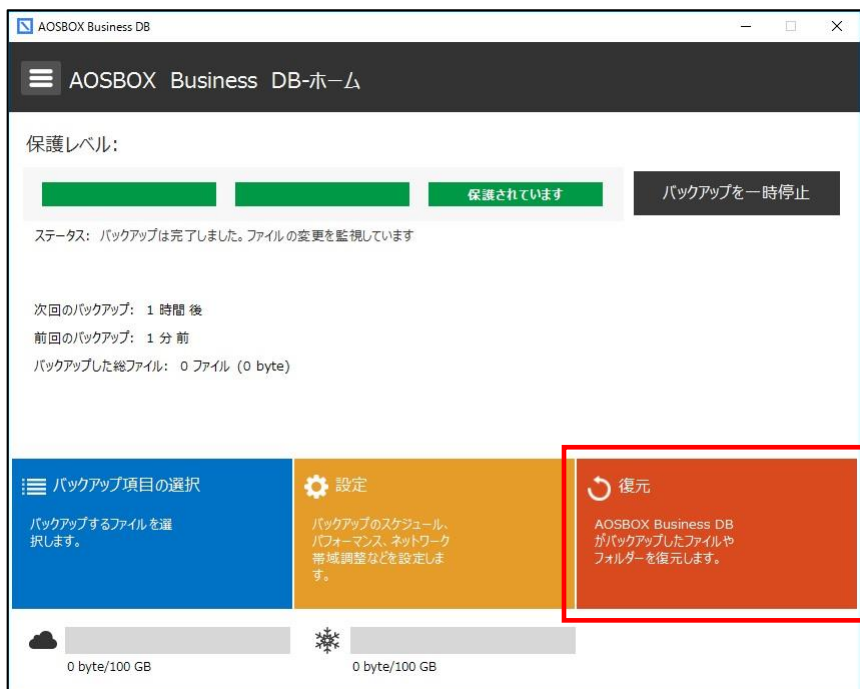 AOSBOX Business DB
AOSBOX Business DB-ホーム
保護レベル:
保護されています
バックアップを一時停止
ステータス: バックアップは完了しました。ファイルの変更を監視しています
次回のバックアップ: 1 時間 後
前回のバックアップ: 1 分 前
バックアップした総ファイル: 0 ファイル (0 byte)
バックアップ項目の選択
バックアップするファイルを選
択します。
設定
バックアップのスケジュール、
パフォーマンス、ネットワーク
帯域調整などを設定しま
す。
復元
AOSBOX Business DB
がバックアップしたファイルや
フォルダーを復元します。
0 byte/100 GB
0 byte/100 GB